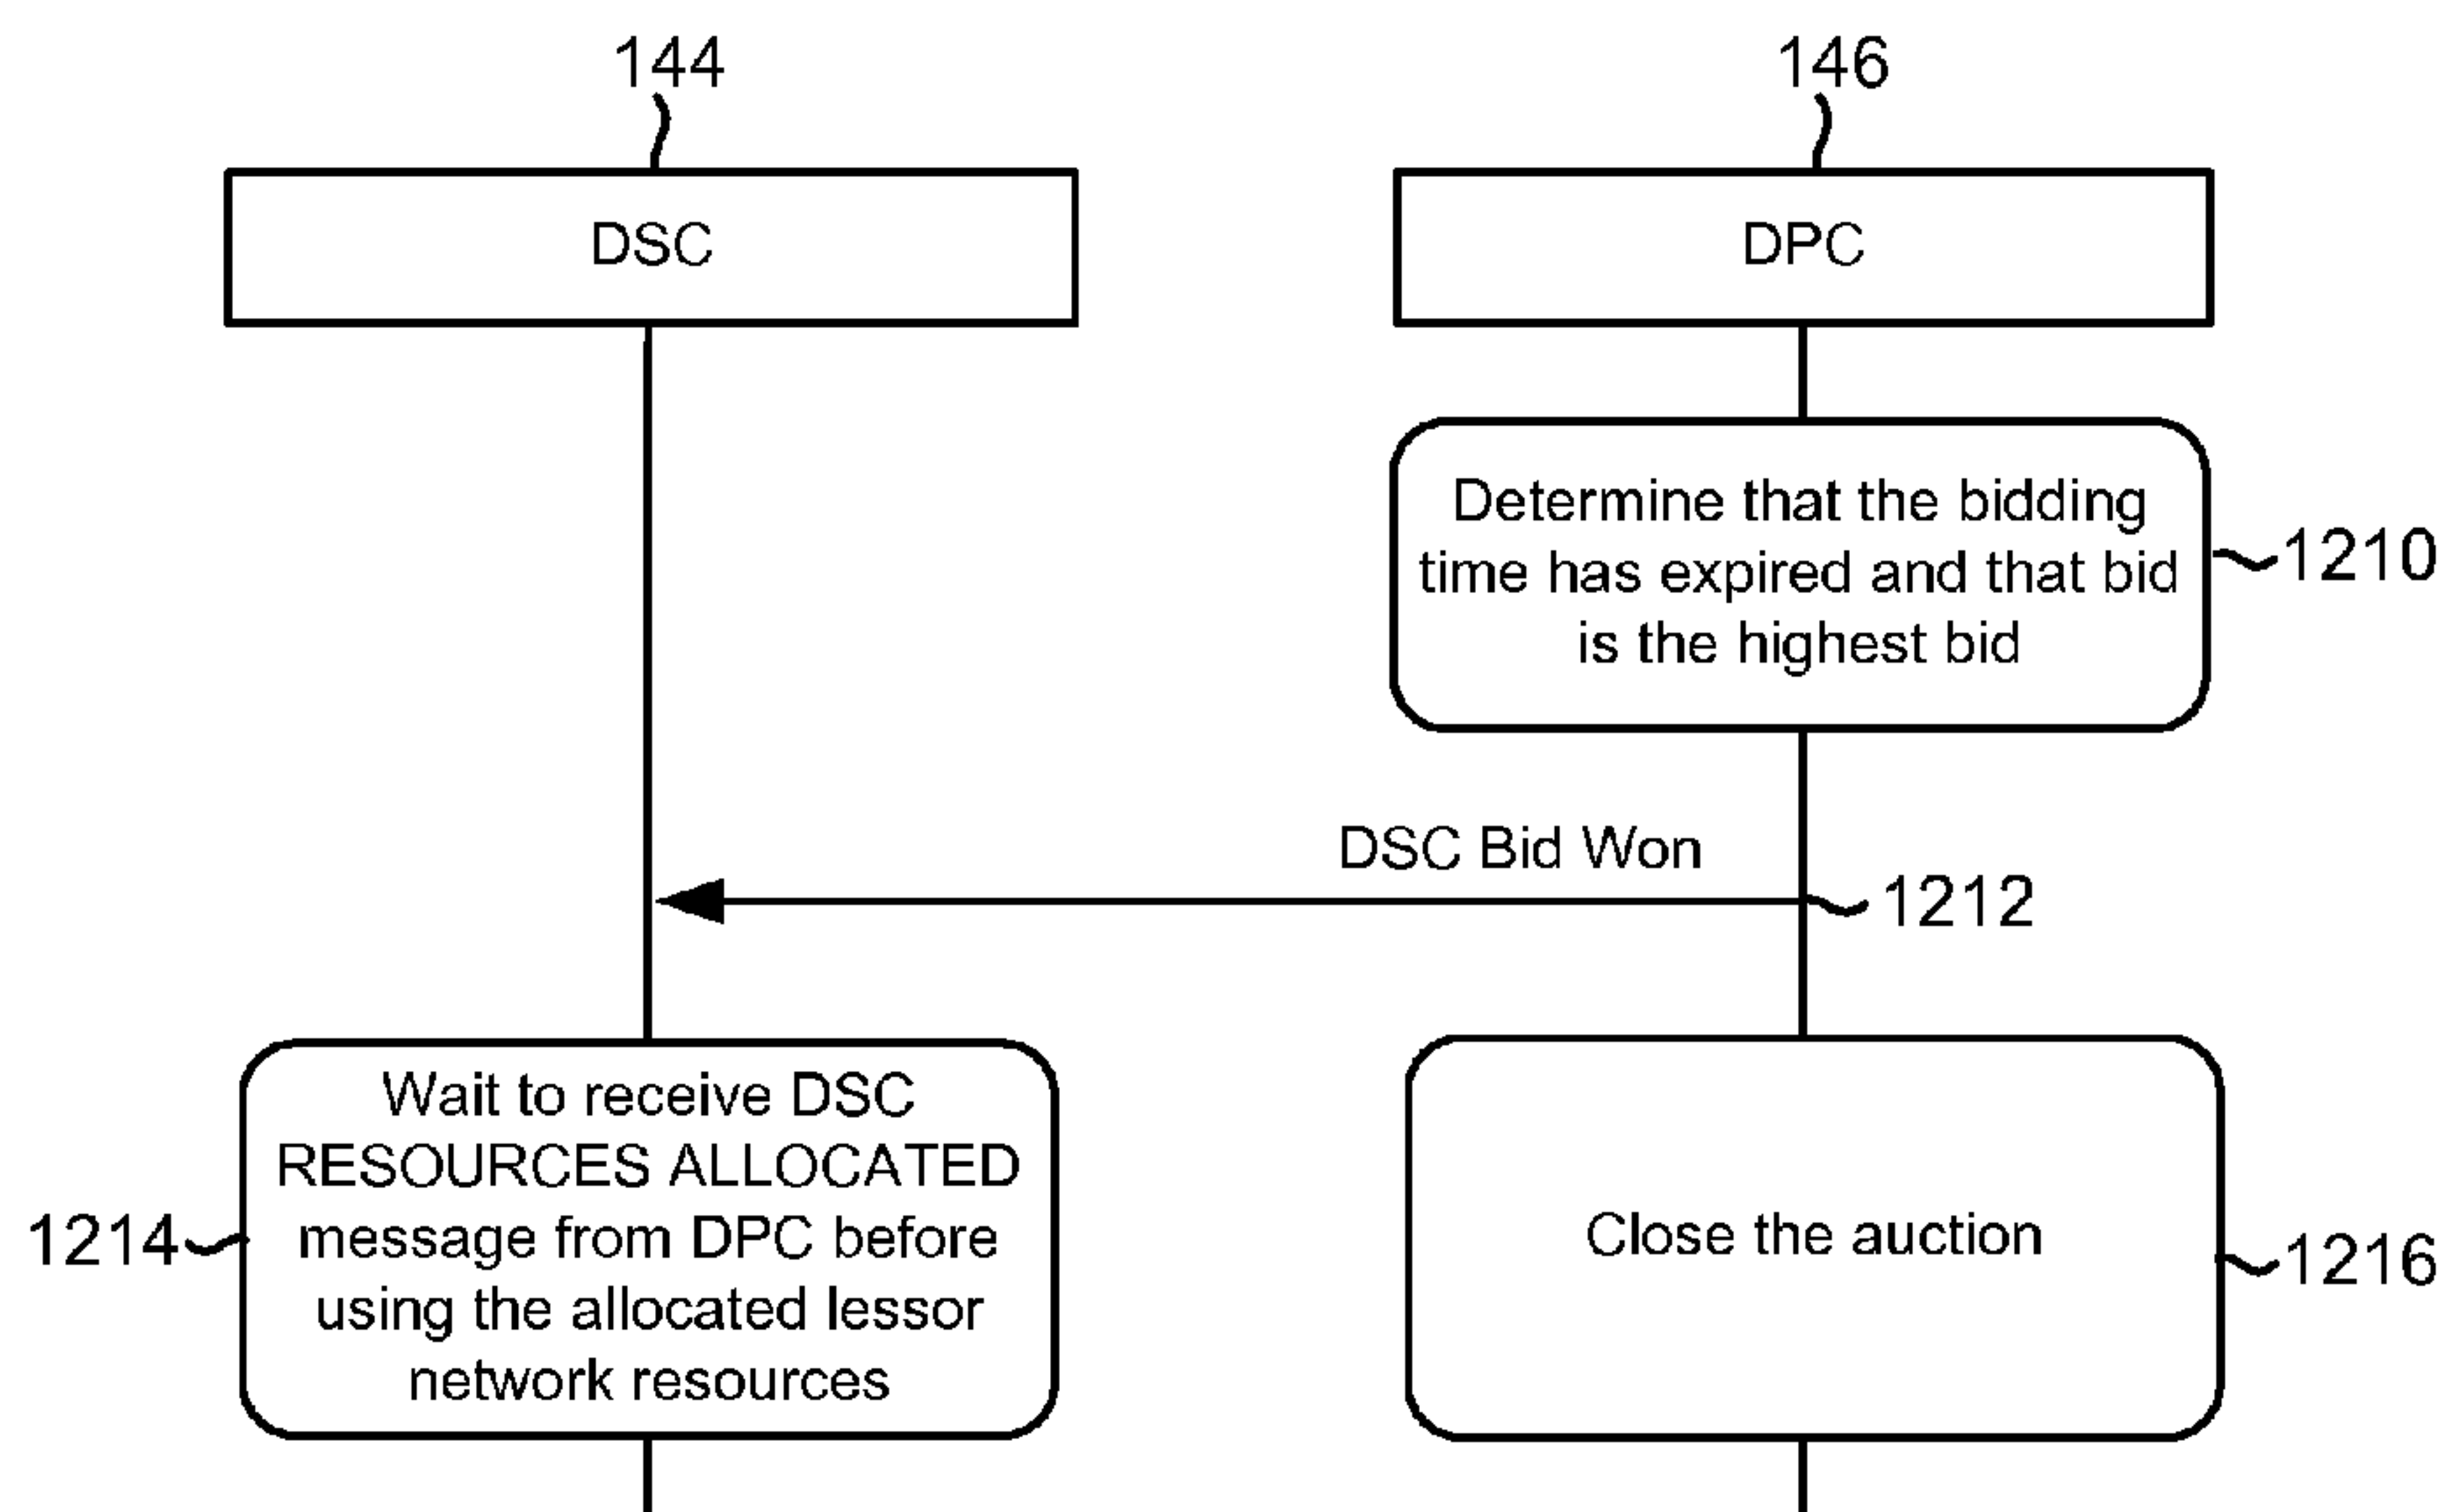 144
146
DSC
DPC
Determine that the bidding
time has expired and that bid
is the highest bid
1210
DSC Bid Won
1212
Wait to receive DSC
RESOURCES ALLOCATED
message from DPC before
using the allocated lessor
network resources
1214
Close the auction
1216